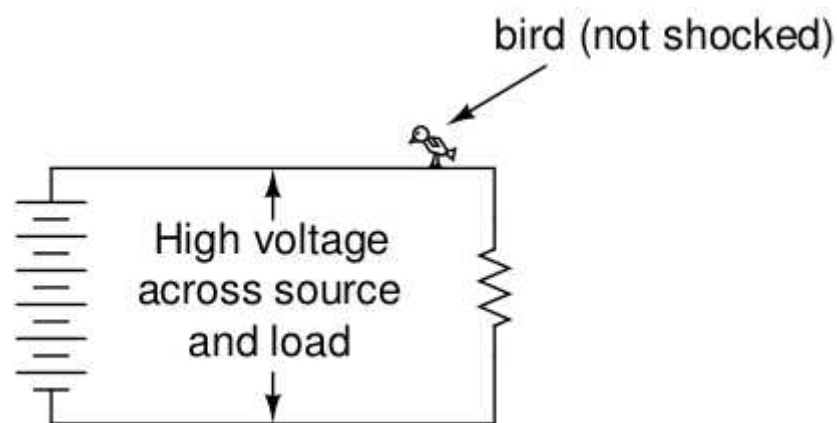 bird (not shocked)
High voltage
across source
and load